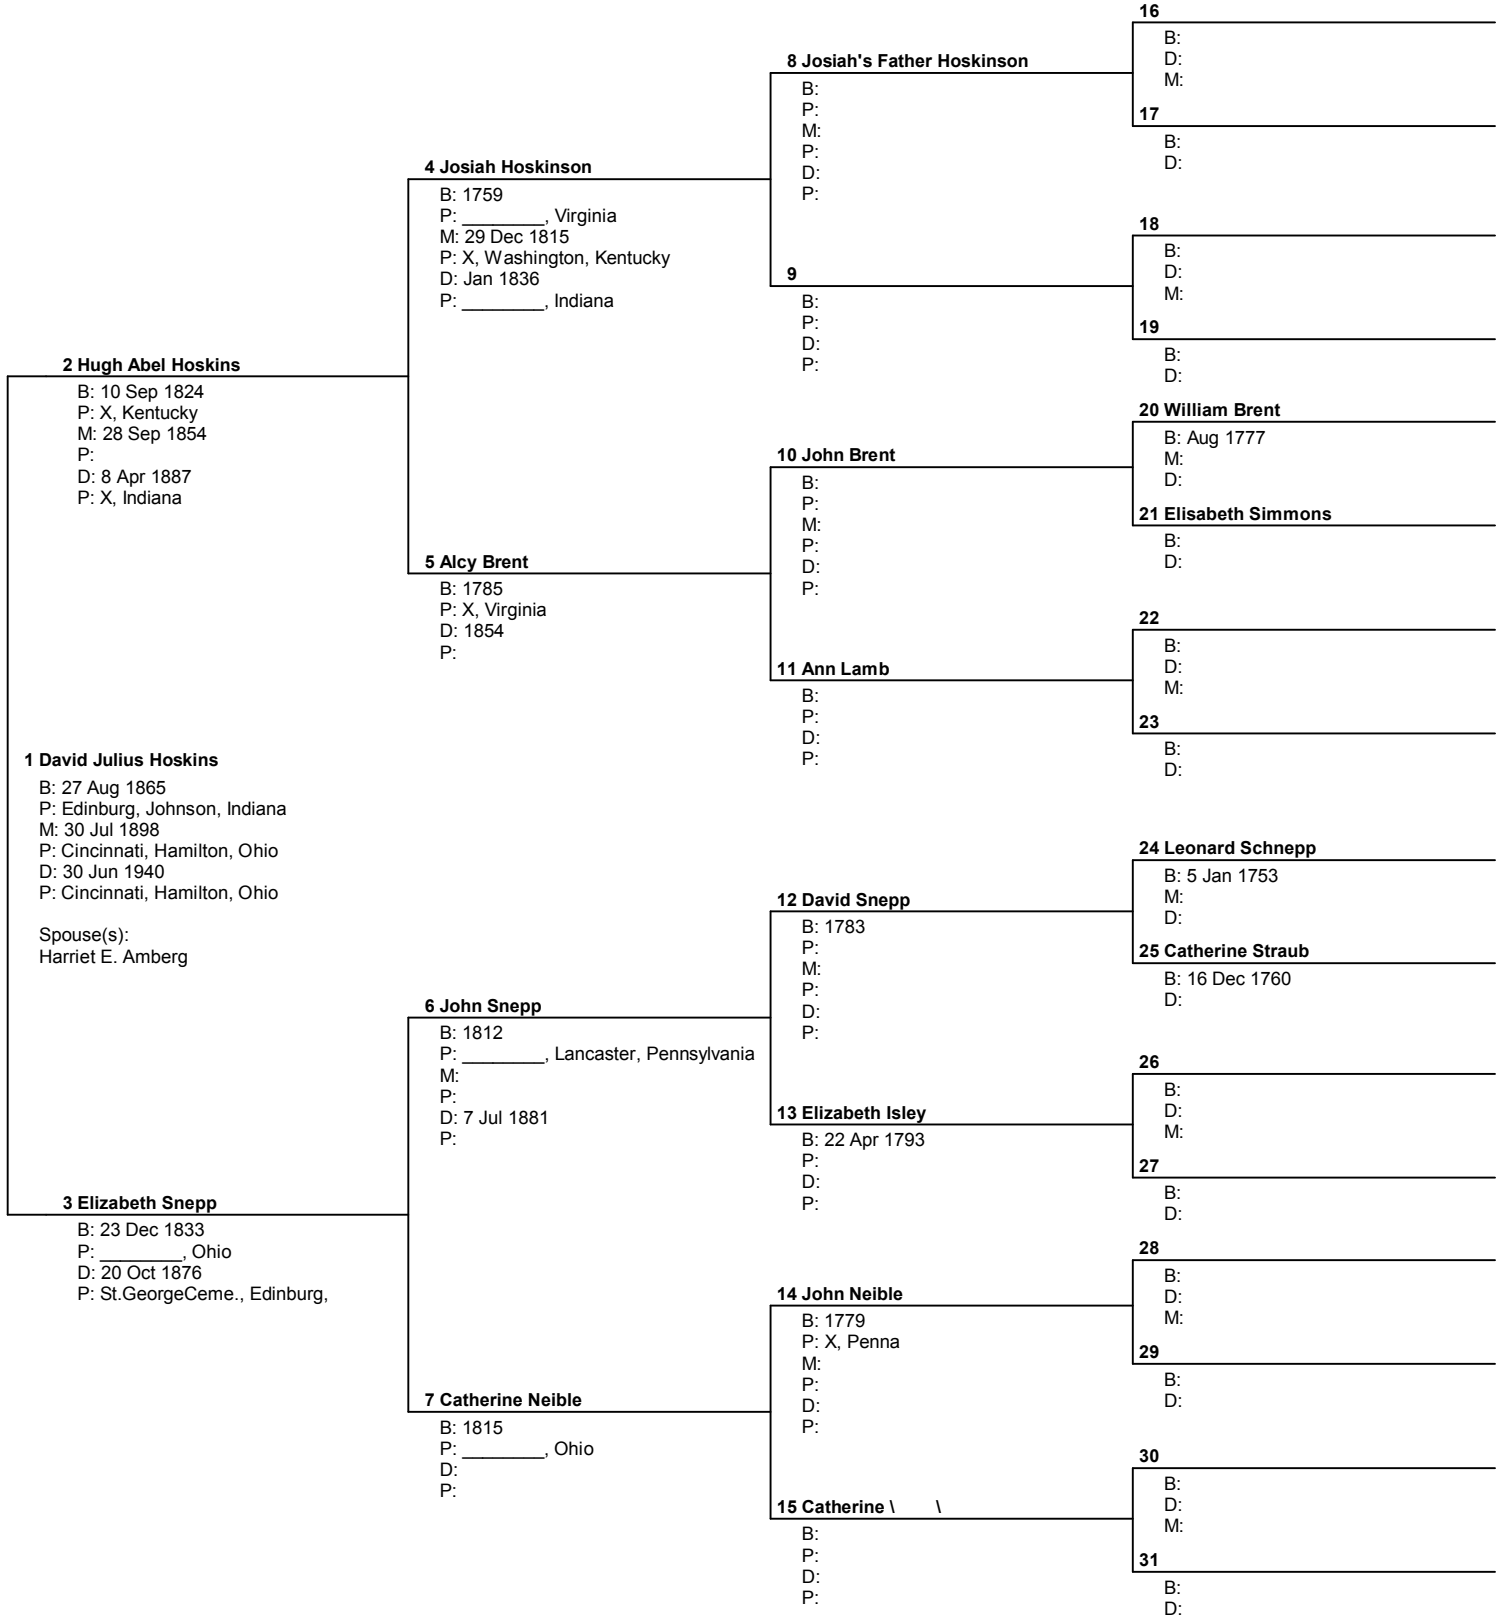 1 David Julius Hoskins
B: 27 Aug 1865
P: Edinburg, Johnson, Indiana
M: 30 Jul 1898
P: Cincinnati, Hamilton, Ohio
D: 30 Jun 1940
P: Cincinnati, Hamilton, Ohio
Spouse(s):
Harriet E. Amberg
2 Hugh Abel Hoskins
B: 10 Sep 1824
P: X, Kentucky
M: 28 Sep 1854
P:
D: 8 Apr 1887
P: X, Indiana
3 Elizabeth Snepp
B: 23 Dec 1833
P: ________, Ohio
D: 20 Oct 1876
P: St.GeorgeCeme., Edinburg,
4 Josiah Hoskinson
B: 1759
P: ________, Virginia
M: 29 Dec 1815
P: X, Washington, Kentucky
D: Jan 1836
P: ________, Indiana
5 Alcy Brent
B: 1785
P: X, Virginia
D: 1854
P:
6 John Snepp
B: 1812
P: ________, Lancaster, Pennsylvania
M:
P:
D: 7 Jul 1881
P:
7 Catherine Neible
B: 1815
P: ________, Ohio
D:
P:
8 Josiah's Father Hoskinson
B:
P:
M:
P:
D:
P:
9
B:
P:
D:
P:
10 John Brent
B:
P:
M:
P:
D:
P:
11 Ann Lamb
B:
P:
D:
P:
12 David Snepp
B: 1783
P:
M:
P:
D:
P:
13 Elizabeth Isley
B: 22 Apr 1793
P:
D:
P:
14 John Neible
B: 1779
P: X, Penna
M:
P:
D:
P:
15 Catherine \ \
B:
P:
D:
P:
16
B:
D:
M:
17
B:
D:
18
B:
D:
M:
19
B:
D:
20 William Brent
B: Aug 1777
M:
D:
21 Elisabeth Simmons
B:
D:
22
B:
D:
M:
23
B:
D:
24 Leonard Schnepp
B: 5 Jan 1753
M:
D:
25 Catherine Straub
B: 16 Dec 1760
D:
26
B:
D:
M:
27
B:
D:
28
B:
D:
M:
29
B:
D:
30
B:
D:
M:
31
B:
D: